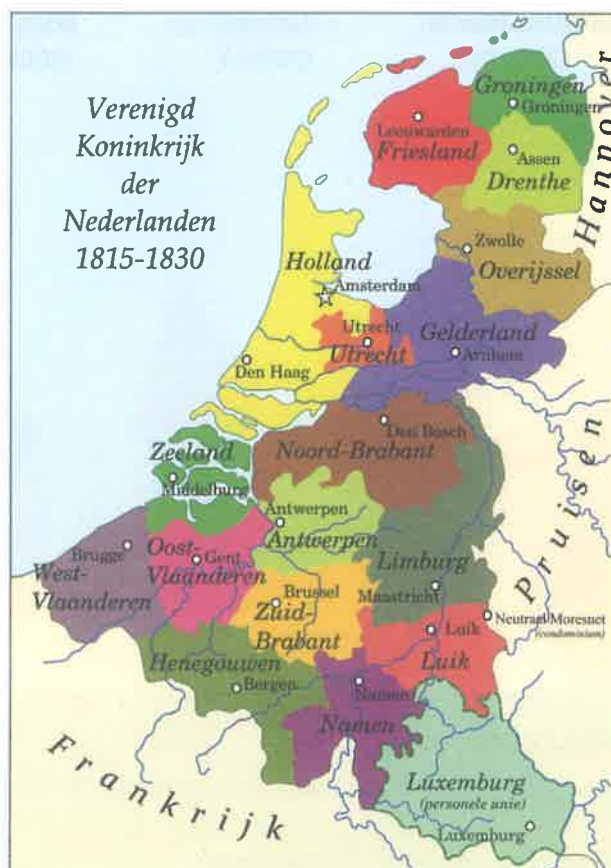 Verenigd
Koninkrijk
der
Nederlanden
1815-1830
Groningen
Groningen
Hannover
Leeuwarden
Friesland
Assen
Drenthe
Zwolle
Overijssel
Holland
Amsterdam
Utrecht
Utrecht
Gelderland
Arnhem
Den Haag
Zeeland
Middelburg
Noord-Brabant
Den Bosch
Pruisen
Antwerpen
Antwerpen
Brugge
West-
Vlaanderen
Oost-
Vlaanderen
Gent
Limburg
Maastricht
Brussel
Zuid-
Brabant
Neutraal Moresnet
(condominium)
Luik
Luik
Henegouwen
Bergen
Namen
Namen
Frankrijk
Luxemburg
(personele unie)
Luxemburg